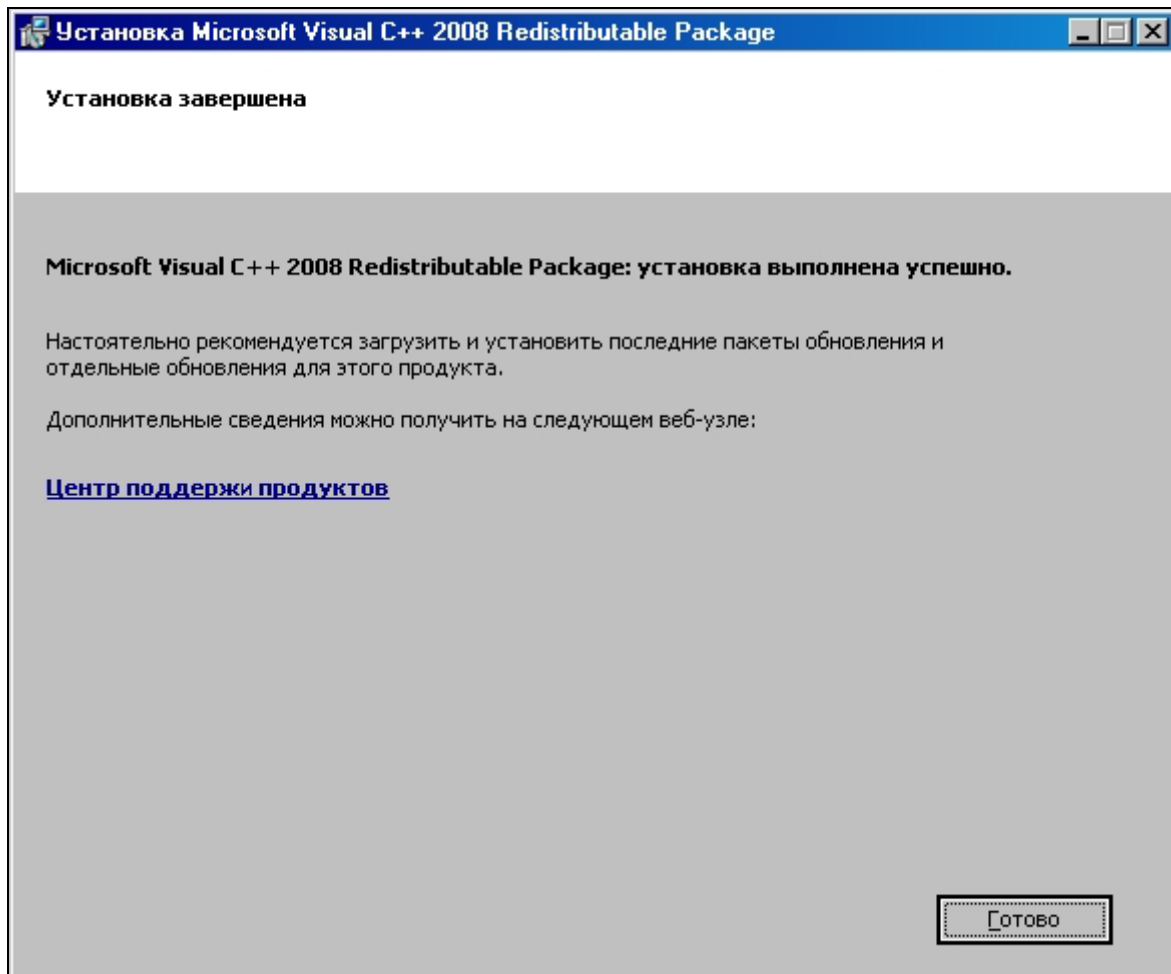 Установка Microsoft Visual C++ 2008 Redistributable Package
Установка завершена
Microsoft Visual C++ 2008 Redistributable Package: установка выполнена успешно.
Настоятельно рекомендуется загрузить и установить последние пакеты обновления и
отдельные обновления для этого продукта.
Дополнительные сведения можно получить на следующем веб-узле:
Центр поддержи продуктов
Готово